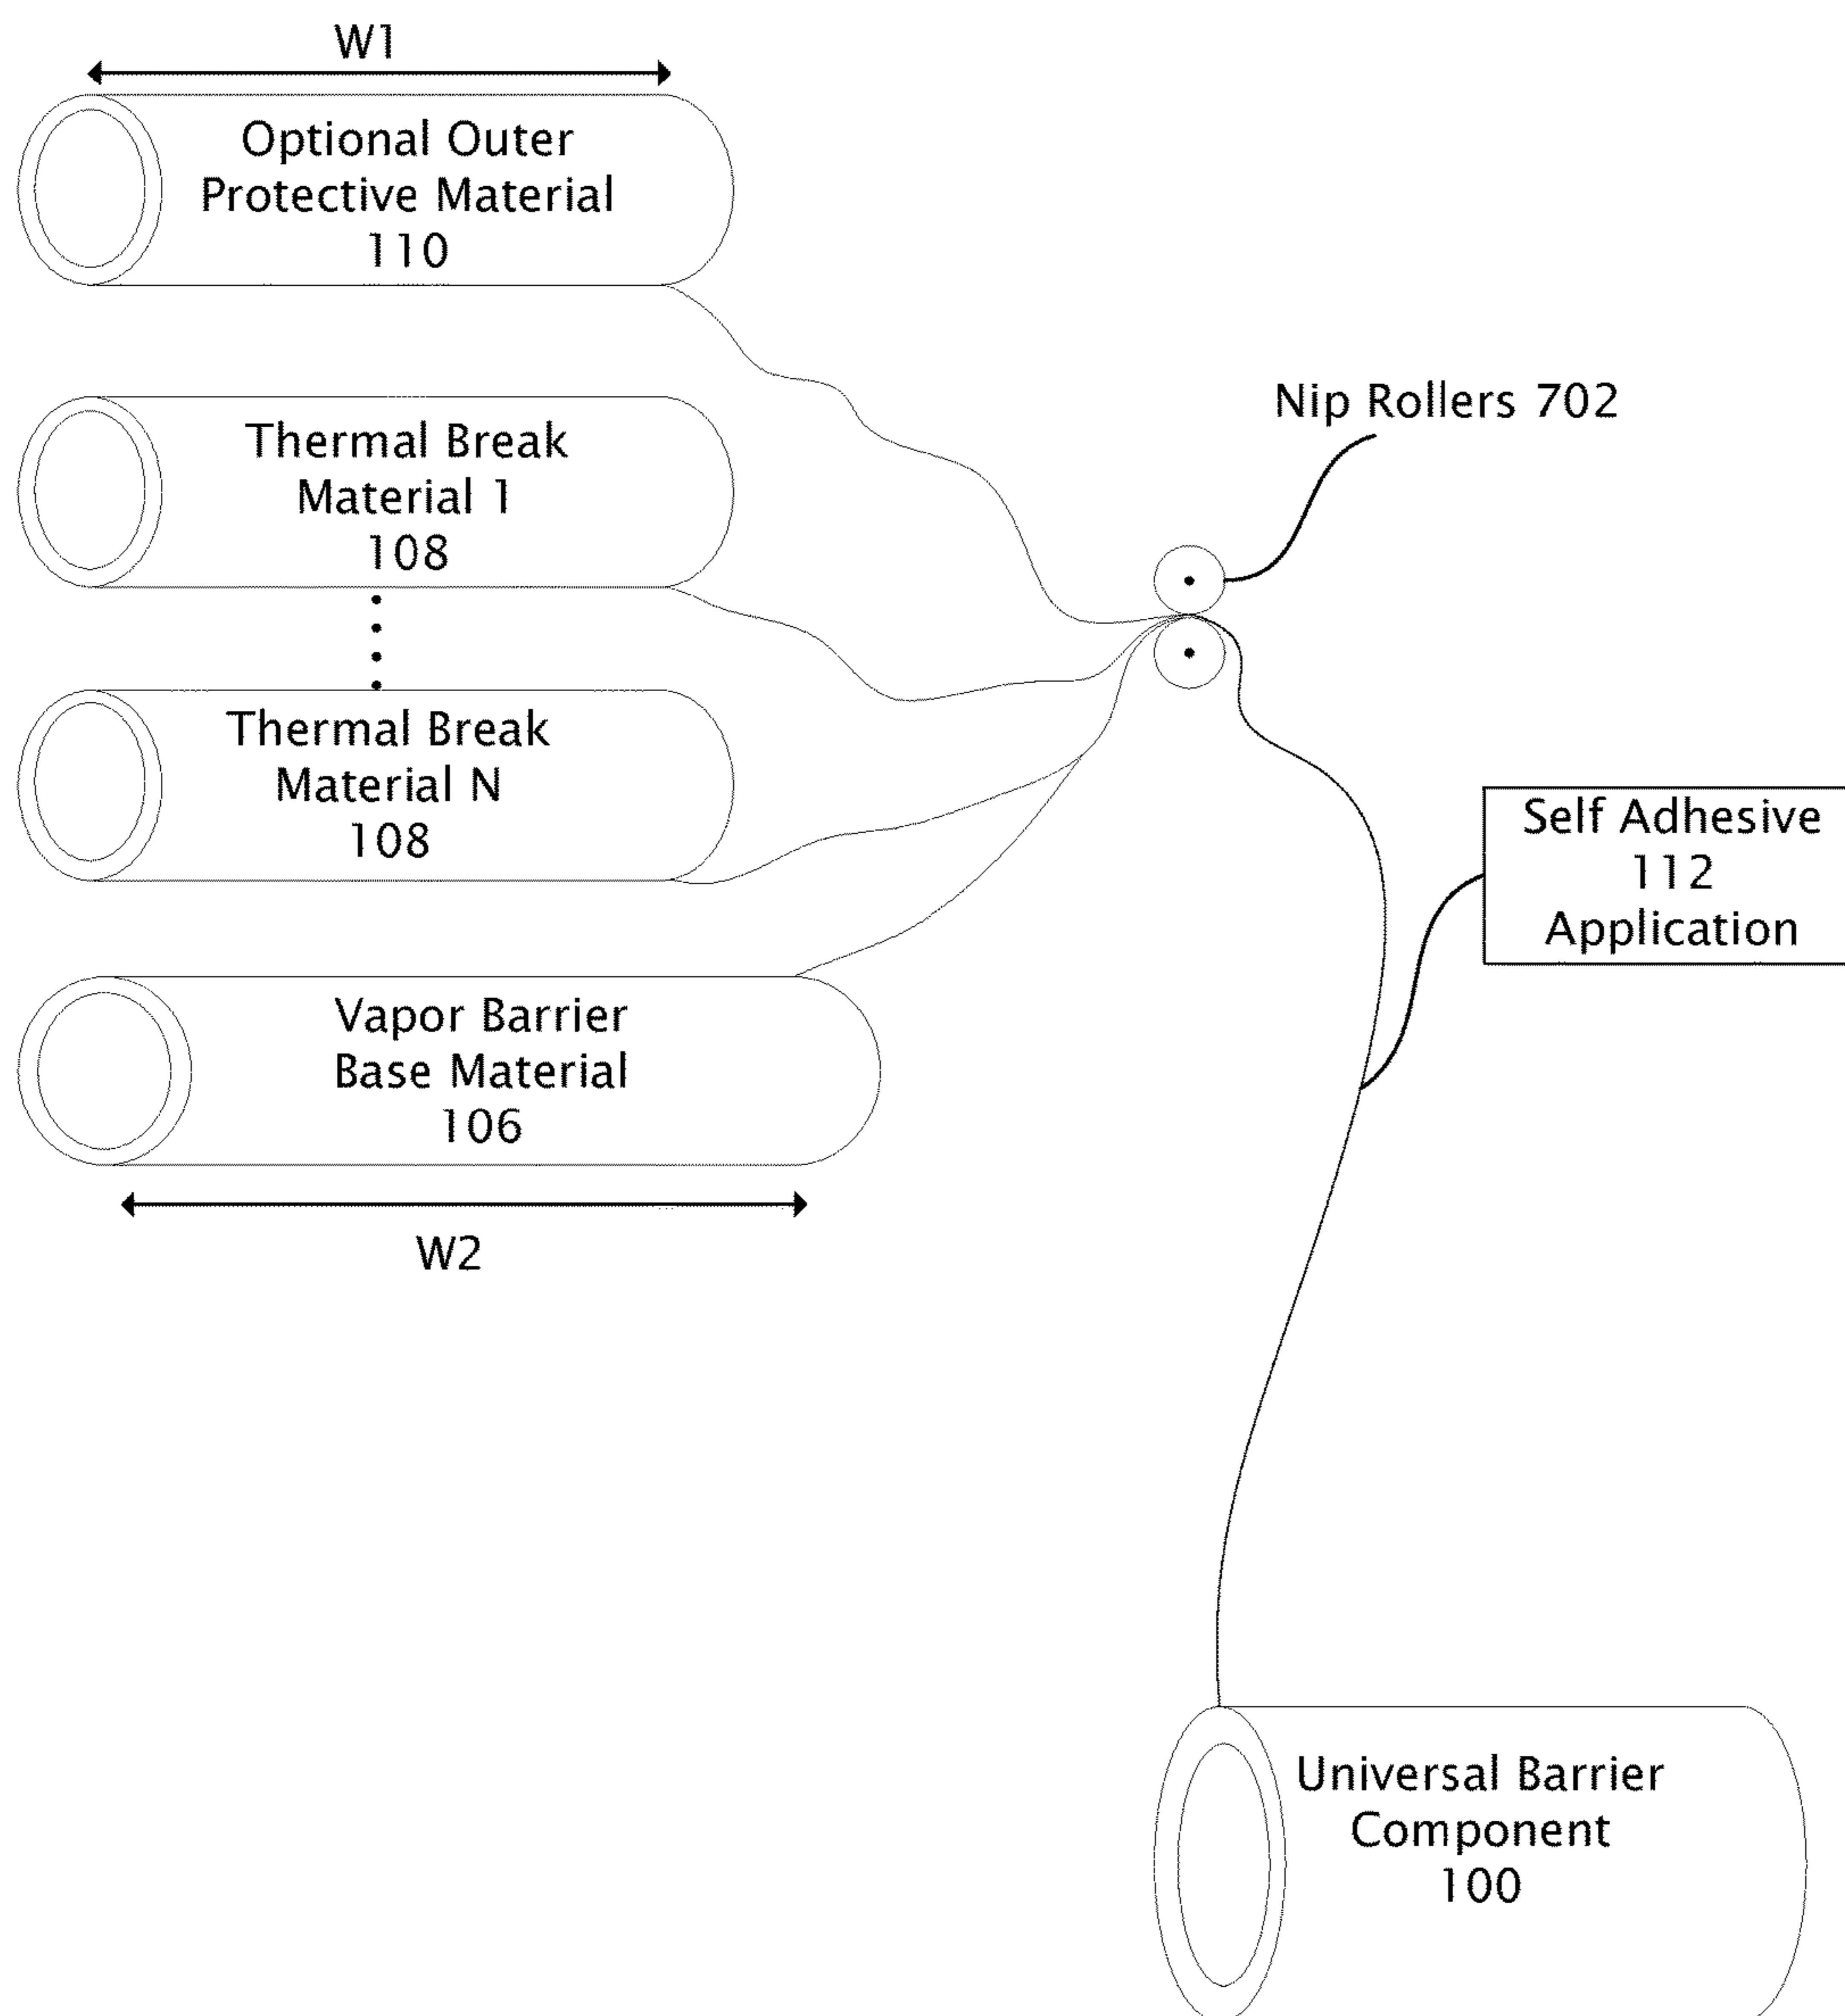 W1
Optional Outer
Protective Material
110
Thermal Break
Material 1
108
Nip Rollers 702
Thermal Break
Material N
108
Self Adhesive
112
Application
Vapor Barrier
Base Material
106
W2
Universal Barrier
Component
100